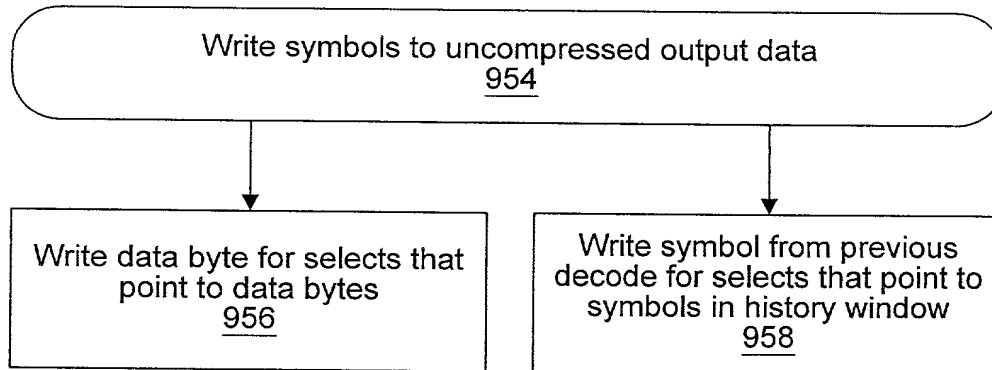 Write symbols to uncompressed output data
954
Write data byte for selects that
point to data bytes
956
Write symbol from previous
decode for selects that point to
symbols in history window
958